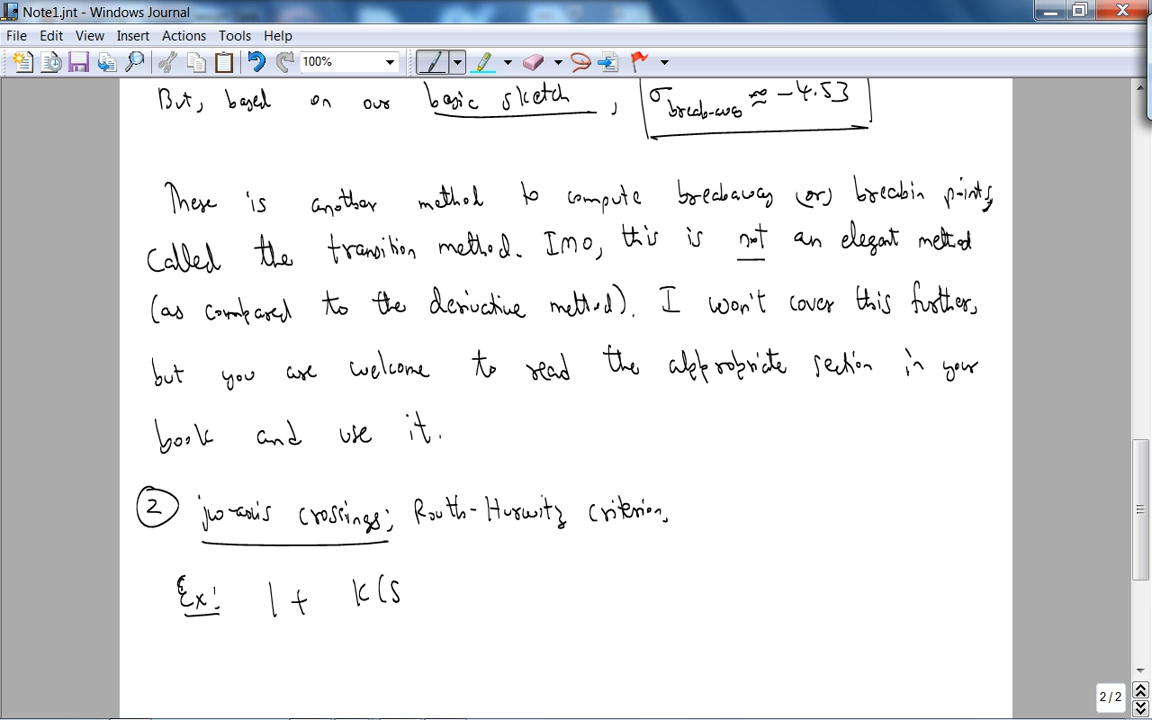 Note1.jnt - Windows Journal
File Edit View Insert Actions Tools Help
100%
But, based on our basic sketch, σbreak-away ≈ -4.53
There is another method to compute breakaway (or) breakin points,
called the transition method. IMO, this is not an elegant method
(as compared to the derivative method). I won't cover this further,
but you are welcome to read the appropriate section in your
book and use it.
2 jω-axis crossings: Routh-Hurwitz criterion.
Ex: 1 + K(S
2/2